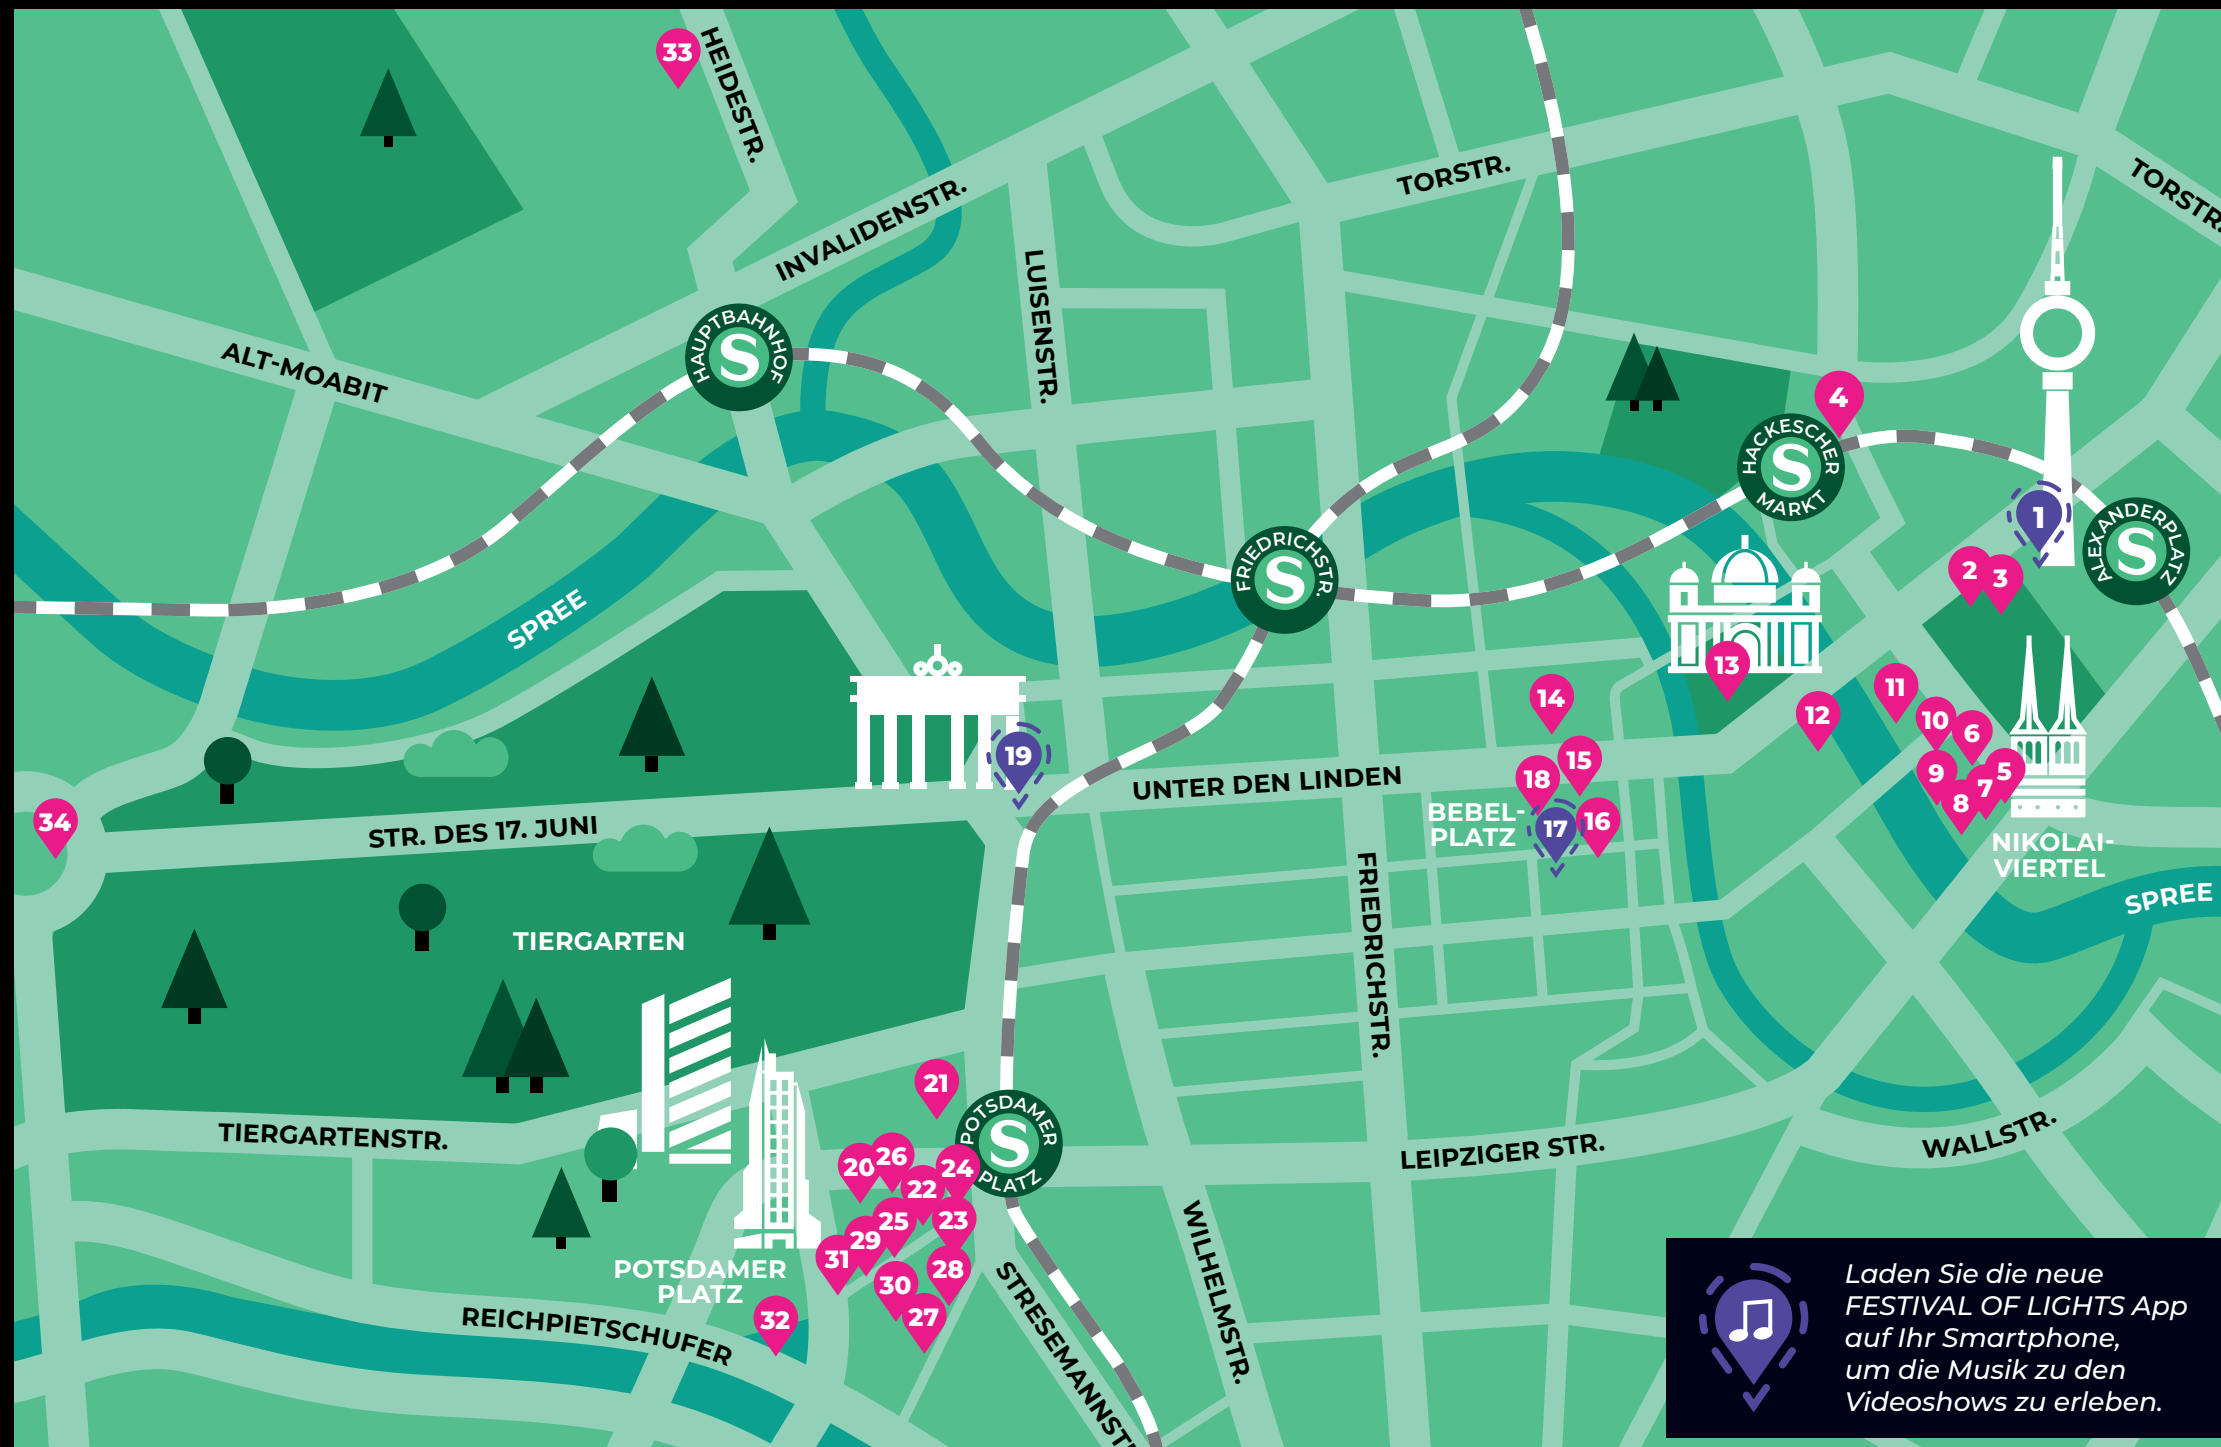 33
HEIDESTR.
INVALIDENSTR.
TORSTR.
TORSTR.
LUISENSTR.
HAUPTBAHNHOF
S
ALT-MOABIT
4
HACKESCHER
S
MARKT
1
ALEXANDERPLATZ
S
FRIEDRICHSTR.
S
2
3
SPREE
13
14
11
12
10
6
19
15
18
9
5
7
8
UNTER DEN LINDEN
BEBEL-
PLATZ
17
16
34
STR. DES 17. JUNI
NIKOLAI-
VIERTEL
SPREE
TIERGARTEN
FRIEDRICHSTR.
21
POTSDAMER
S
PLATZ
TIERGARTENSTR.
LEIPZIGER STR.
WALLSTR.
20
26
24
22
25
23
29
31
28
30
27
32
POTSDAMER
PLATZ
WILHELMSTR.
REICHPIETSCHUFER
Laden Sie die neue
FESTIVAL OF LIGHTS App
auf Ihr Smartphone,
um die Musik zu den
Videoshows zu erleben.